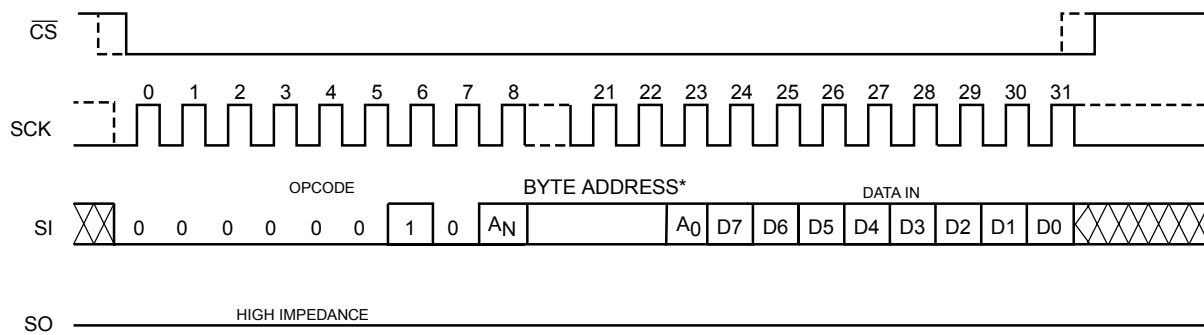 CS
0 1 2 3 4 5 6 7 8 21 22 23 24 25 26 27 28 29 30 31
SCK
OPCODE BYTE ADDRESS* DATA IN
SI 0 0 0 0 0 0 1 0 AN A0 D7 D6 D5 D4 D3 D2 D1 D0
HIGH IMPEDANCE
SO